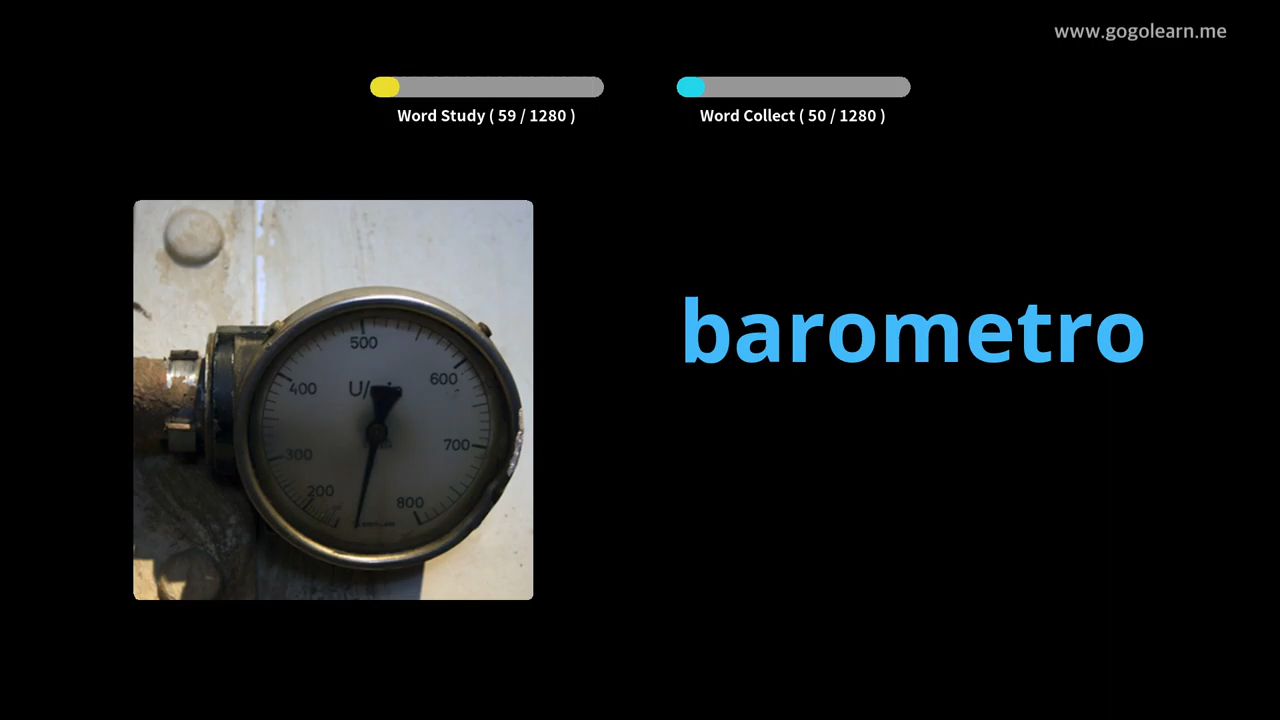 www.gogolearn.me
Word Study ( 59 / 1280 )
Word Collect ( 50 / 1280 )
barometro
500
400
600
U/
300
700
200
800